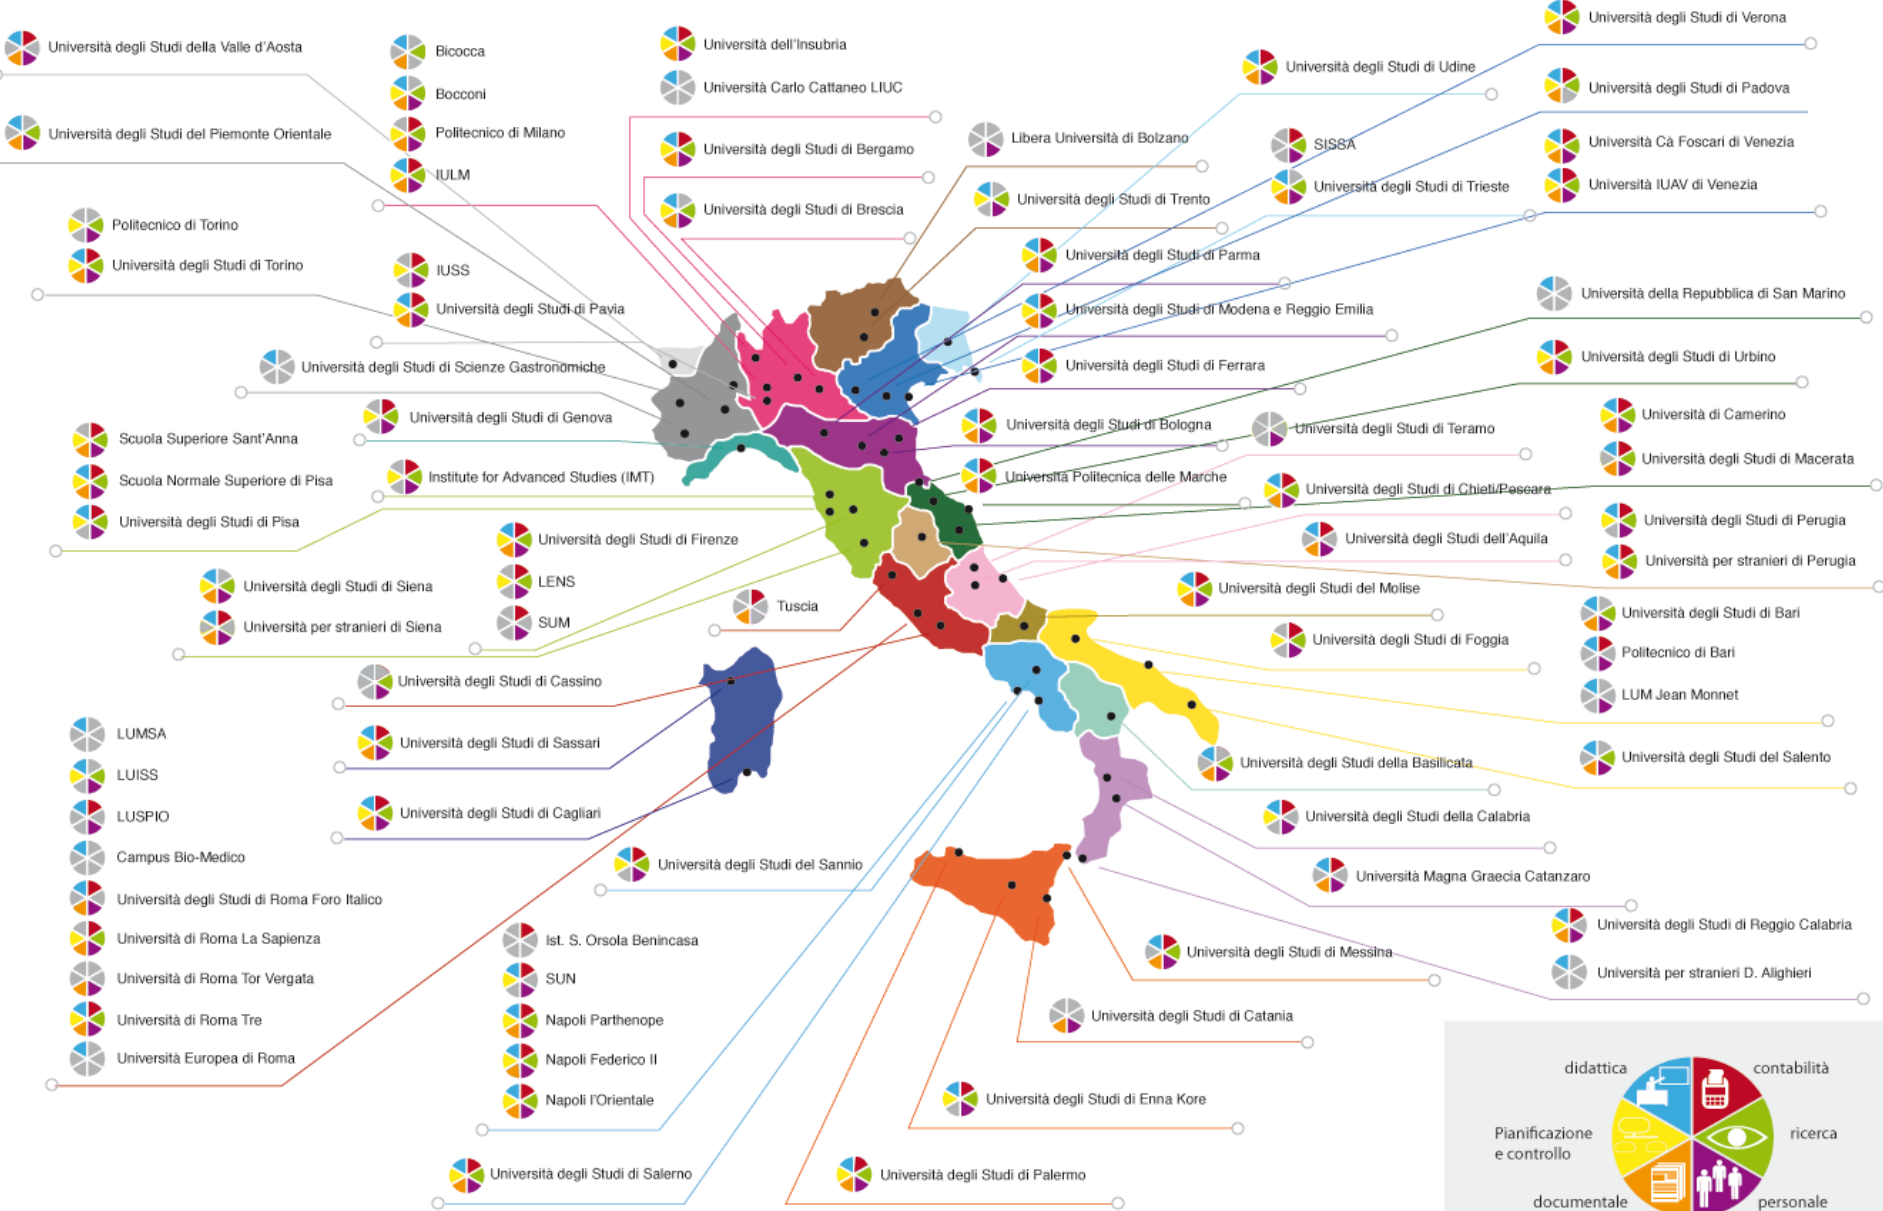 Università degli Studi della Valle d'Aosta
Università degli Studi del Piemonte Orientale
Bicocca
Bocconi
Politecnico di Milano
IULM
Università dell'Insubria
Università Carlo Cattaneo LIUC
Università degli Studi di Bergamo
Università degli Studi di Brescia
Libera Università di Bolzano
Università degli Studi di Trento
Università degli Studi di Udine
SISSA
Università degli Studi di Trieste
Università degli Studi di Verona
Università degli Studi di Padova
Università Cà Foscari di Venezia
Università IUAV di Venezia
Politecnico di Torino
Università degli Studi di Torino
IUSS
Università degli Studi di Pavia
Università degli Studi di Parma
Università degli Studi di Modena e Reggio Emilia
Università degli Studi di Ferrara
Università degli Studi di Bologna
Università della Repubblica di San Marino
Università degli Studi di Urbino
Università degli Studi di Scienze Gastronomiche
Università degli Studi di Genova
Scuola Superiore Sant'Anna
Scuola Normale Superiore di Pisa
Università degli Studi di Pisa
Institute for Advanced Studies (IMT)
Università Politecnica delle Marche
Università degli Studi di Teramo
Università di Camerino
Università degli Studi di Macerata
Università degli Studi di Chieti/Pescara
Università degli Studi dell'Aquila
Università degli Studi di Perugia
Università per stranieri di Perugia
Università degli Studi di Siena
Università per stranieri di Siena
Università degli Studi di Firenze
LENS
SUM
Tuscia
Università degli Studi del Molise
Università degli Studi di Foggia
Università degli Studi di Bari
Politecnico di Bari
LUM Jean Monnet
Università degli Studi del Salento
Università degli Studi di Cassino
Università degli Studi di Sassari
Università degli Studi di Cagliari
LUMSA
LUISS
LUSPIO
Campus Bio-Medico
Università degli Studi di Roma Foro Italico
Università di Roma La Sapienza
Università di Roma Tor Vergata
Università di Roma Tre
Università Europea di Roma
Università degli Studi del Sannio
Ist. S. Orsola Benincasa
SUN
Napoli Parthenope
Napoli Federico II
Napoli l'Orientale
Università degli Studi di Salerno
Università degli Studi della Basilicata
Università degli Studi della Calabria
Università Magna Graecia Catanzaro
Università degli Studi di Reggio Calabria
Università per stranieri D. Alighieri
Università degli Studi di Messina
Università degli Studi di Catania
Università degli Studi di Enna Kore
Università degli Studi di Palermo
didattica
contabilità
Pianificazione
e controllo
ricerca
documentale
personale